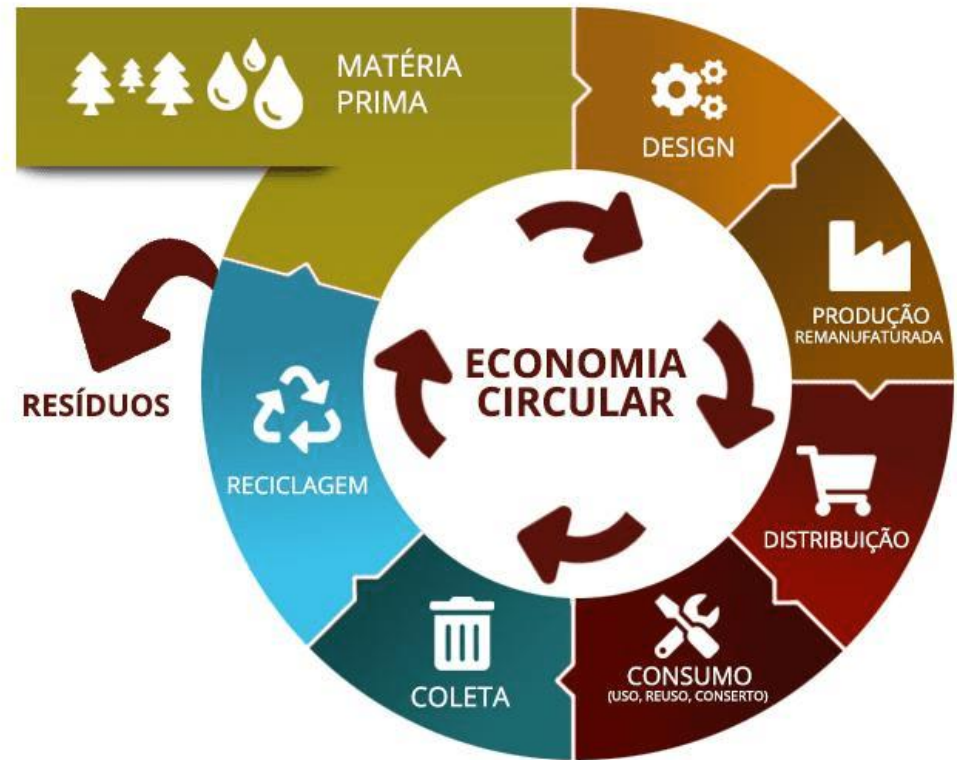 MATÉRIA
PRIMA
DESIGN
PRODUÇÃO
REMANUFATURADA
DISTRIBUIÇÃO
CONSUMO
(USO, REUSO, CONSERTO)
COLETA
RECICLAGEM
RESÍDUOS
ECONOMIA
CIRCULAR